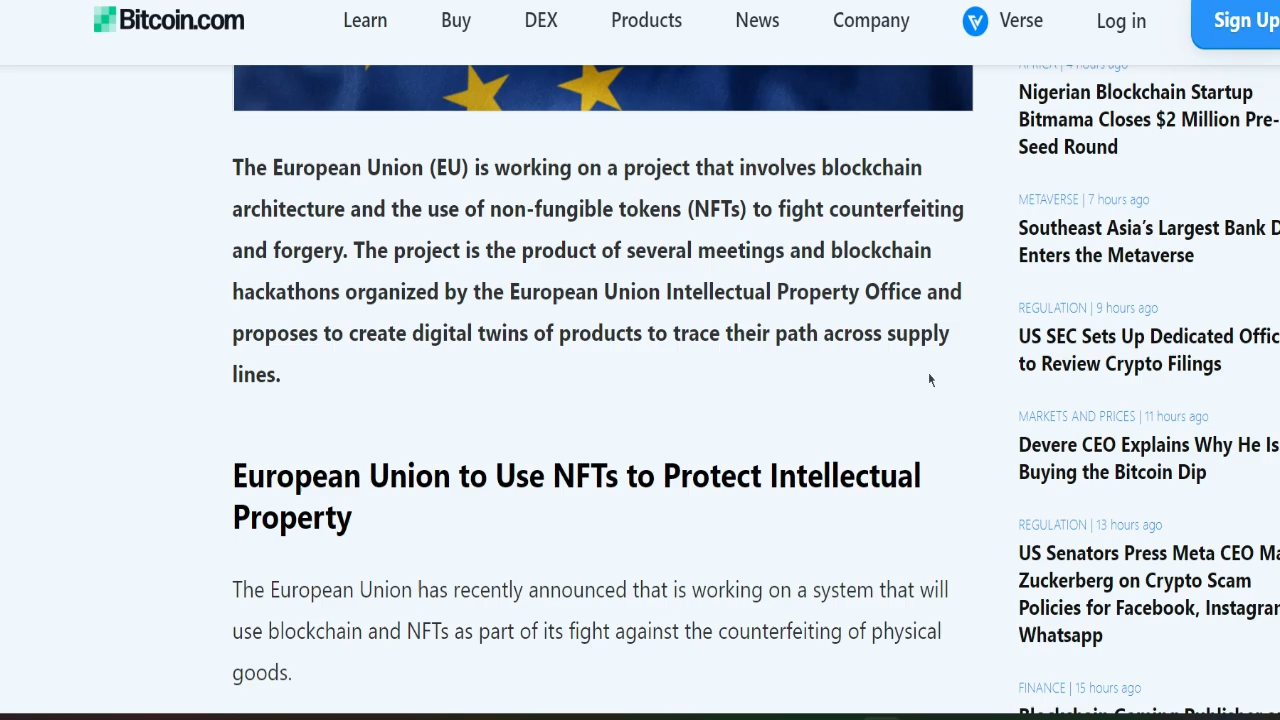 Bitcoin.com
Learn
Buy
DEX
Products
News
Company
Verse
Log in
Sign Up
The European Union (EU) is working on a project that involves blockchain
architecture and the use of non-fungible tokens (NFTs) to fight counterfeiting
and forgery. The project is the product of several meetings and blockchain
hackathons organized by the European Union Intellectual Property Office and
proposes to create digital twins of products to trace their path across supply
lines.
European Union to Use NFTs to Protect Intellectual
Property
The European Union has recently announced that is working on a system that will
use blockchain and NFTs as part of its fight against the counterfeiting of physical
goods.
AFRICA | 4 hours ago
Nigerian Blockchain Startup
Bitmama Closes $2 Million Pre-
Seed Round
METAVERSE | 7 hours ago
Southeast Asia's Largest Bank D
Enters the Metaverse
REGULATION | 9 hours ago
US SEC Sets Up Dedicated Offic
to Review Crypto Filings
MARKETS AND PRICES | 11 hours ago
Devere CEO Explains Why He Is
Buying the Bitcoin Dip
REGULATION | 13 hours ago
US Senators Press Meta CEO Ma
Zuckerberg on Crypto Scam
Policies for Facebook, Instagran
Whatsapp
FINANCE | 15 hours ago
Blockchain Gaming Publisher